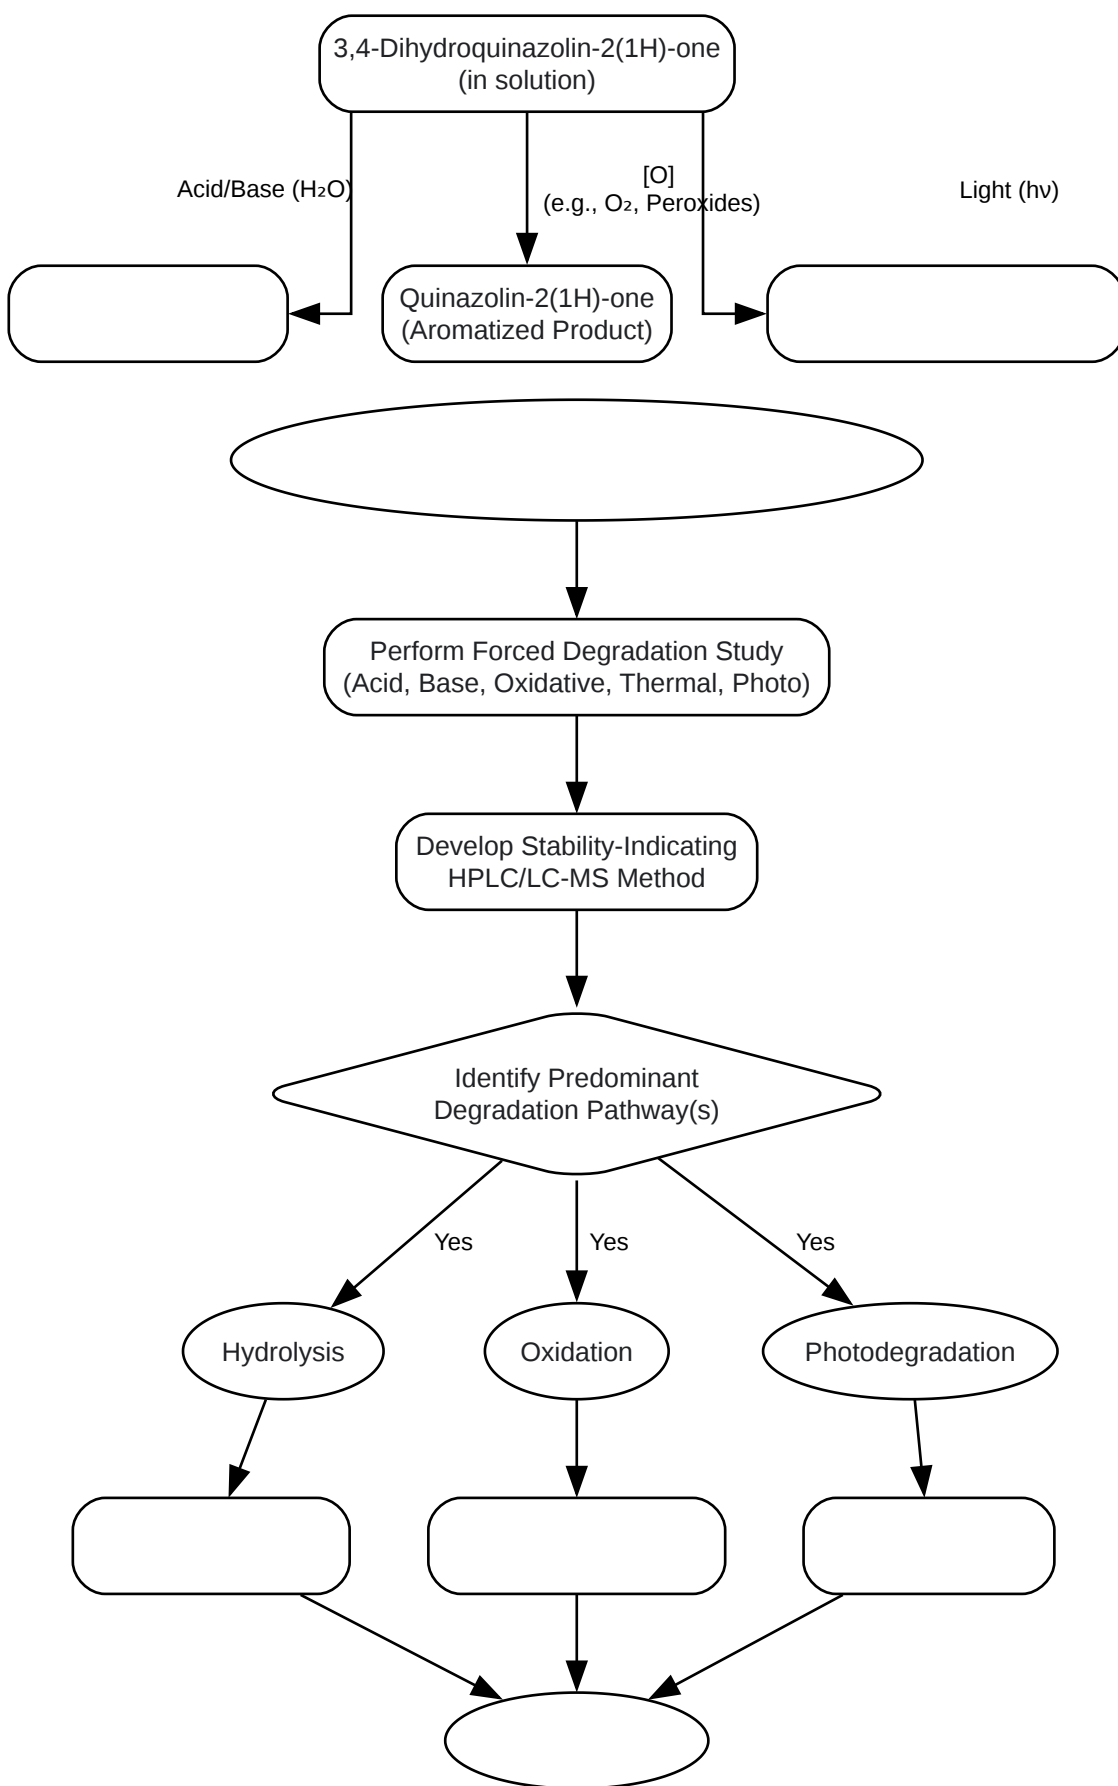 3,4-Dihydroquinazolin-2(1H)-one
(in solution)
Acid/Base (H₂O)
[O]
(e.g., O₂, Peroxides)
Light (hν)
Quinazolin-2(1H)-one
(Aromatized Product)
Perform Forced Degradation Study
(Acid, Base, Oxidative, Thermal, Photo)
Develop Stability-Indicating
HPLC/LC-MS Method
Identify Predominant
Degradation Pathway(s)
Yes
Yes
Yes
Hydrolysis
Oxidation
Photodegradation